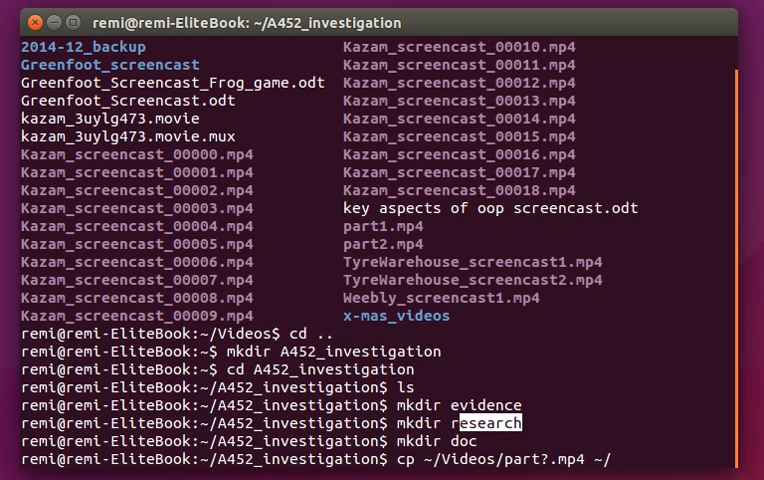 remi@remi-EliteBook: ~/A452_investigation
2014-12_backup Kazam_screencast_00010.mp4
Greenfoot_screencast Kazam_screencast_00011.mp4
Greenfoot_Screencast_Frog_game.odt Kazam_screencast_00012.mp4
Greenfoot_Screencast.odt Kazam_screencast_00013.mp4
kazam_3uylg473.movie Kazam_screencast_00014.mp4
kazam_3uylg473.movie.mux Kazam_screencast_00015.mp4
Kazam_screencast_00000.mp4 Kazam_screencast_00016.mp4
Kazam_screencast_00001.mp4 Kazam_screencast_00017.mp4
Kazam_screencast_00002.mp4 Kazam_screencast_00018.mp4
Kazam_screencast_00003.mp4 key aspects of oop screencast.odt
Kazam_screencast_00004.mp4 part1.mp4
Kazam_screencast_00005.mp4 part2.mp4
Kazam_screencast_00006.mp4 TyreWarehouse_screencast1.mp4
Kazam_screencast_00007.mp4 TyreWarehouse_screencast2.mp4
Kazam_screencast_00008.mp4 Weebly_screencast1.mp4
Kazam_screencast_00009.mp4 x-mas_videos
remi@remi-EliteBook:~/Videos$ cd ..
remi@remi-EliteBook:~$ mkdir A452_investigation
remi@remi-EliteBook:~$ cd A452_investigation
remi@remi-EliteBook:~/A452_investigation$ ls
remi@remi-EliteBook:~/A452_investigation$ mkdir evidence
remi@remi-EliteBook:~/A452_investigation$ mkdir research
remi@remi-EliteBook:~/A452_investigation$ mkdir doc
remi@remi-EliteBook:~/A452_investigation$ cp ~/Videos/part?.mp4 ~/